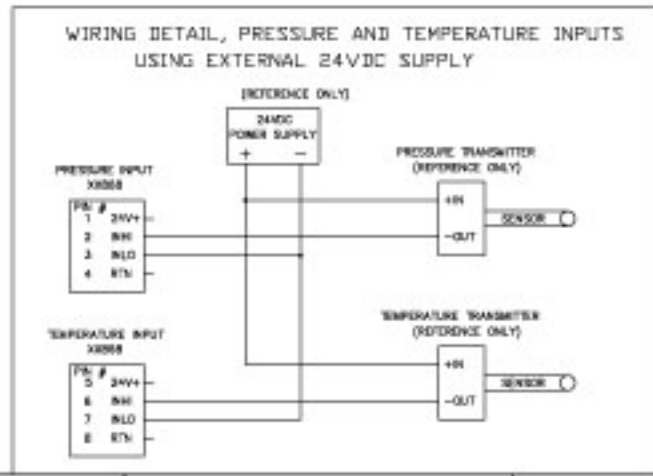 WIRING DETAIL, PRESSURE AND TEMPERATURE INPUTS
USING EXTERNAL 24VDC SUPPLY
(REFERENCE ONLY)
24VDC
POWER SUPPLY
+ −
PRESSURE TRANSMITTER
(REFERENCE ONLY)
+IN
-OUT
SENSOR
PRESSURE INPUT
PIN #
1 24V+
2 INHI
3 INLO
4 RTN
TEMPERATURE TRANSMITTER
(REFERENCE ONLY)
+IN
-OUT
SENSOR
TEMPERATURE INPUT
PIN #
5 24V+
6 INHI
7 INLO
8 RTN